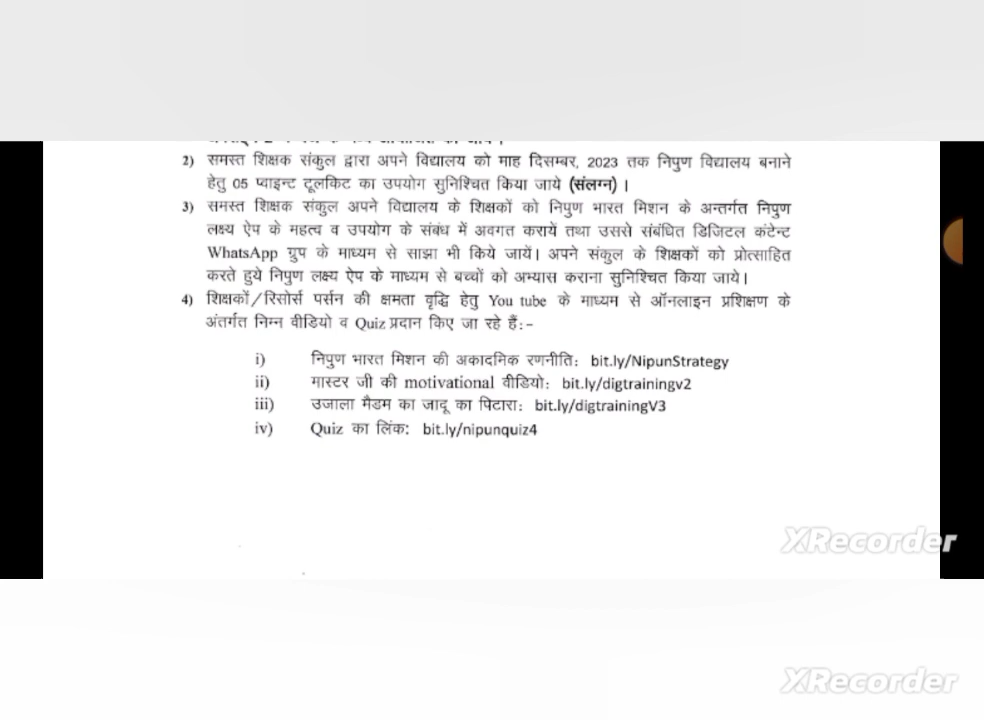 2) समस्त शिक्षक संकुल द्वारा अपने विद्यालय को माह दिसम्बर, 2023 तक निपुण विद्यालय बनाने
हेतु 05 प्वाइन्ट टूलकिट का उपयोग सुनिश्चित किया जाये (संलग्न) ।
3) समस्त शिक्षक संकुल अपने विद्यालय के शिक्षकों को निपुण भारत मिशन के अन्तर्गत निपुण
लक्ष्य ऐप के महत्व व उपयोग के संबंध में अवगत करायें तथा उससे संबंधित डिजिटल कंटेन्ट
WhatsApp ग्रुप के माध्यम से साझा भी किये जायें। अपने संकुल के शिक्षकों को प्रोत्साहित
करते हुये निपुण लक्ष्य ऐप के माध्यम से बच्चों को अभ्यास कराना सुनिश्चित किया जाये।
4) शिक्षकों/रिसोर्स पर्सन की क्षमता वृद्धि हेतु You tube के माध्यम से ऑनलाइन प्रशिक्षण के
अंतर्गत निम्न वीडियो व Quiz प्रदान किए जा रहे हैं:-
i) निपुण भारत मिशन की अकादमिक रणनीति: bit.ly/NipunStrategy
ii) मास्टर जी की motivational वीडियो: bit.ly/digtrainingv2
iii) उजाला मैडम का जादू का पिटारा: bit.ly/digtrainingV3
iv) Quiz का लिंक: bit.ly/nipunquiz4
XRecorder
XRecorder